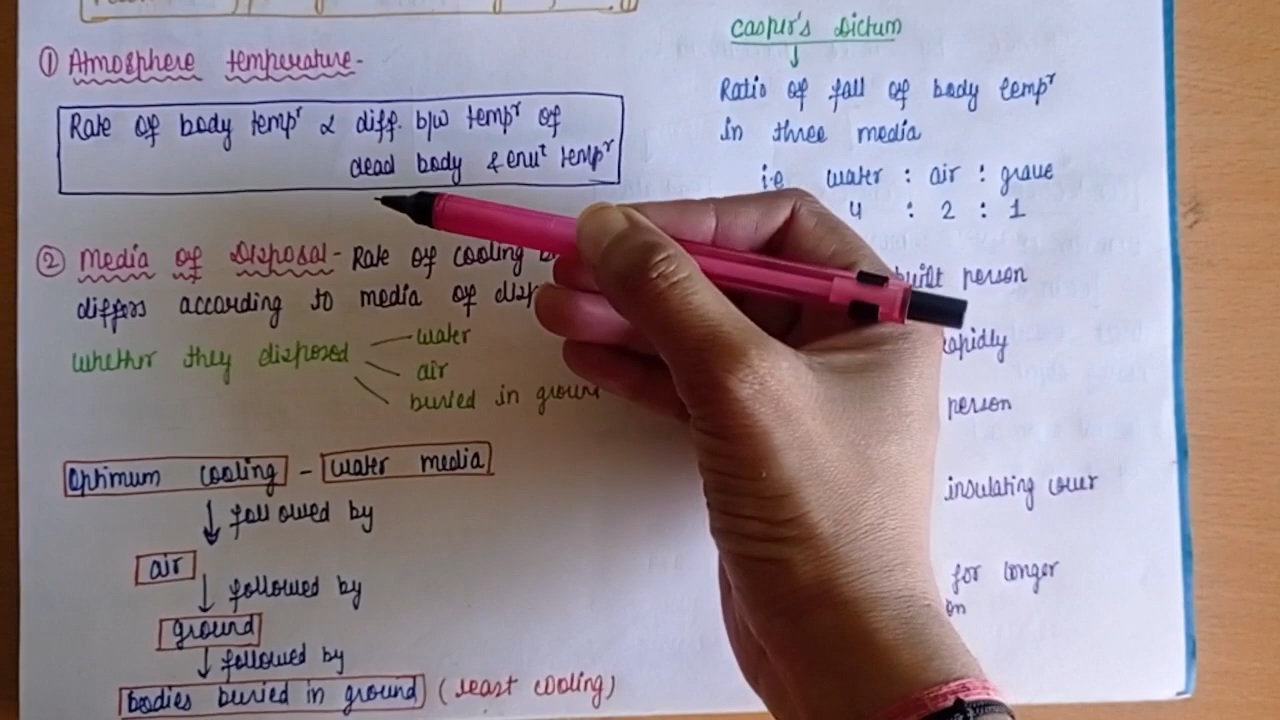 ① Atmosphere temperature-
Rate of body tempʳ ∝ diff. b/w tempʳ of
dead body & envᵗ tempʳ
② Media of Disposal - Rate of cooling
differs according to media of
whether they disposed
water
air
buried in ground
Optimum cooling - water media
followed by
air
followed by
ground
followed by
bodies buried in ground (least cooling)
Casper's Dictum
Ratio of fall of body tempʳ
in three media
i.e water : air : grave
4 : 2 : 1
built person
rapidly
person
insulating cover
for longer